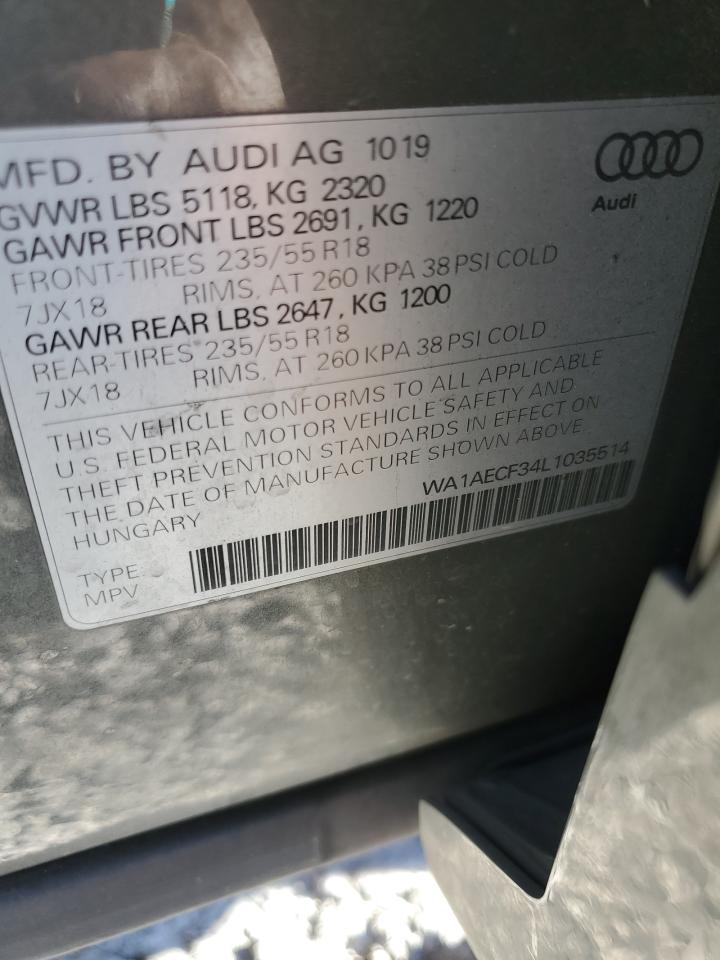 MFD. BY AUDI AG 1019
GVWR LBS 5118, KG 2320
GAWR FRONT LBS 2691, KG 1220
FRONT-TIRES 235/55 R18
7JX18 RIMS, AT 260 KPA 38 PSI COLD
GAWR REAR LBS 2647, KG 1200
REAR-TIRES 235/55 R18
7JX18 RIMS, AT 260 KPA 38 PSI COLD
Audi
THIS VEHICLE CONFORMS TO ALL APPLICABLE
U.S. FEDERAL MOTOR VEHICLE SAFETY AND
THEFT PREVENTION STANDARDS IN EFFECT ON
THE DATE OF MANUFACTURE SHOWN ABOVE.
HUNGARY WA1AECF34L1035514
TYPE
MPV